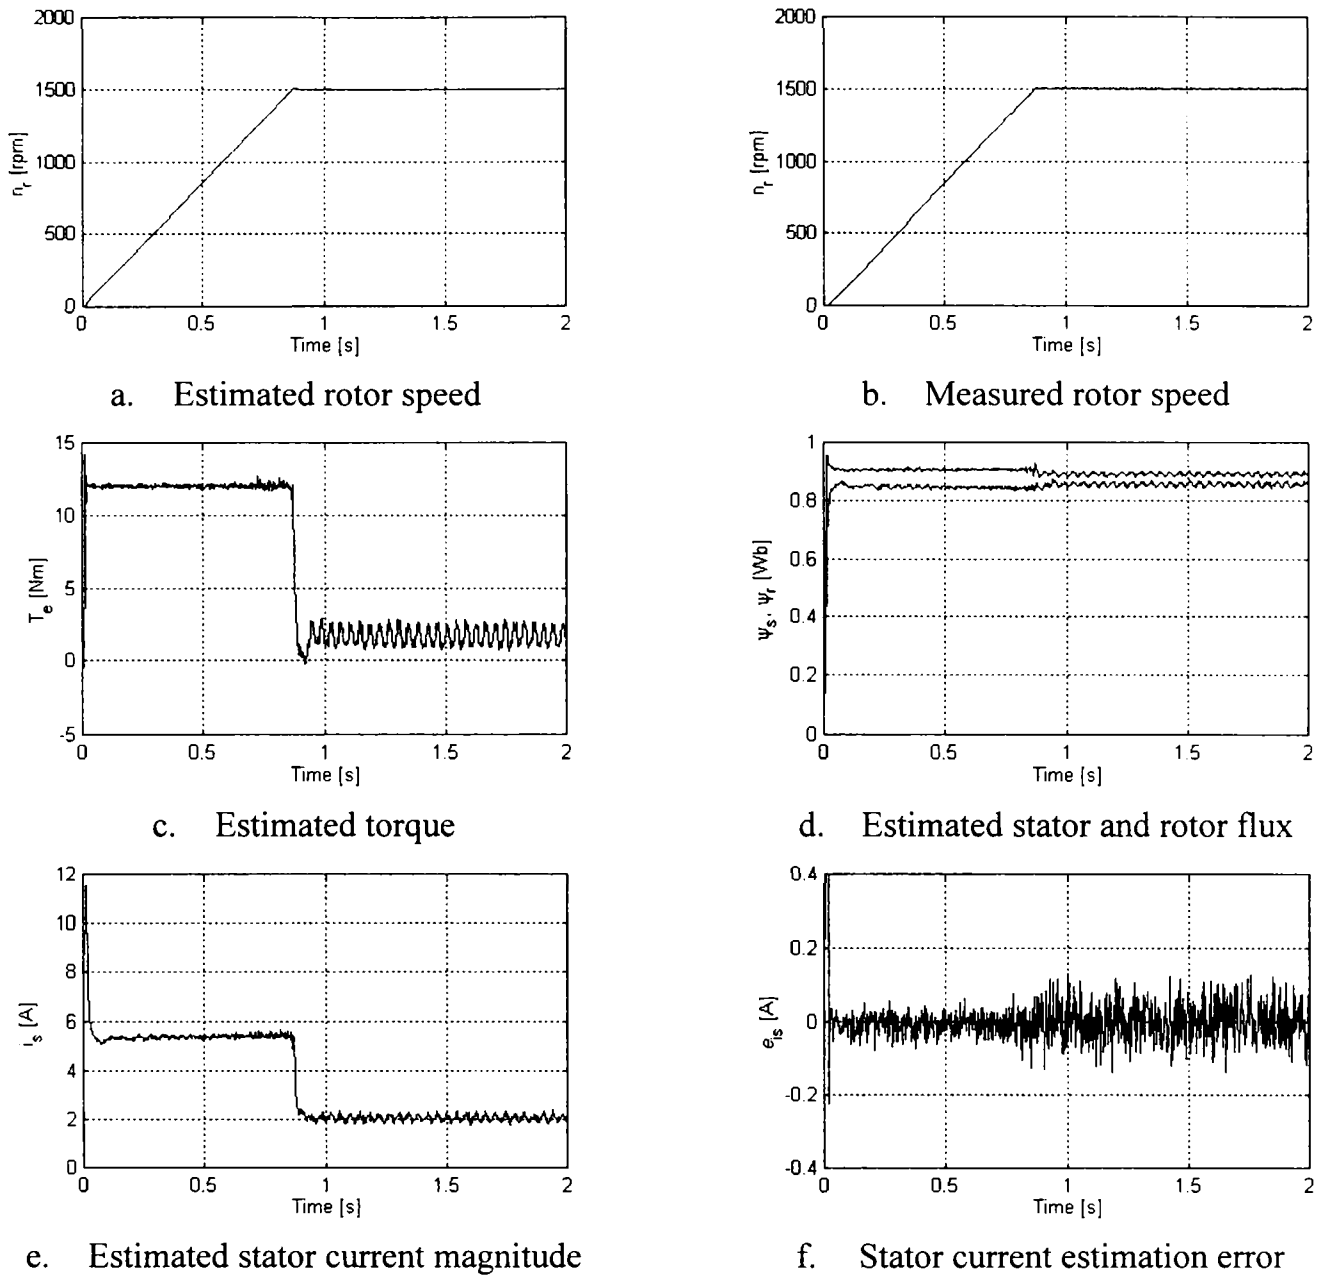 2000 1500 1000 500 0
n_r [rpm]
0 0.5 1 1.5 2
Time [s]
a. Estimated rotor speed
2000 1500 1000 500 0
n_r [rpm]
0 0.5 1 1.5 2
Time [s]
b. Measured rotor speed
15 10 5 0 -5
T_e [Nm]
0 0.5 1 1.5 2
Time [s]
c. Estimated torque
1 0.8 0.6 0.4 0.2 0
Ψ_s, Ψ_r [Wb]
0 0.5 1 1.5 2
Time [s]
d. Estimated stator and rotor flux
12 10 8 6 4 2 0
i_s [A]
0 0.5 1 1.5 2
Time [s]
e. Estimated stator current magnitude
0.4 0.2 0 -0.2 -0.4
e_is [A]
0 0.5 1 1.5 2
Time [s]
f. Stator current estimation error